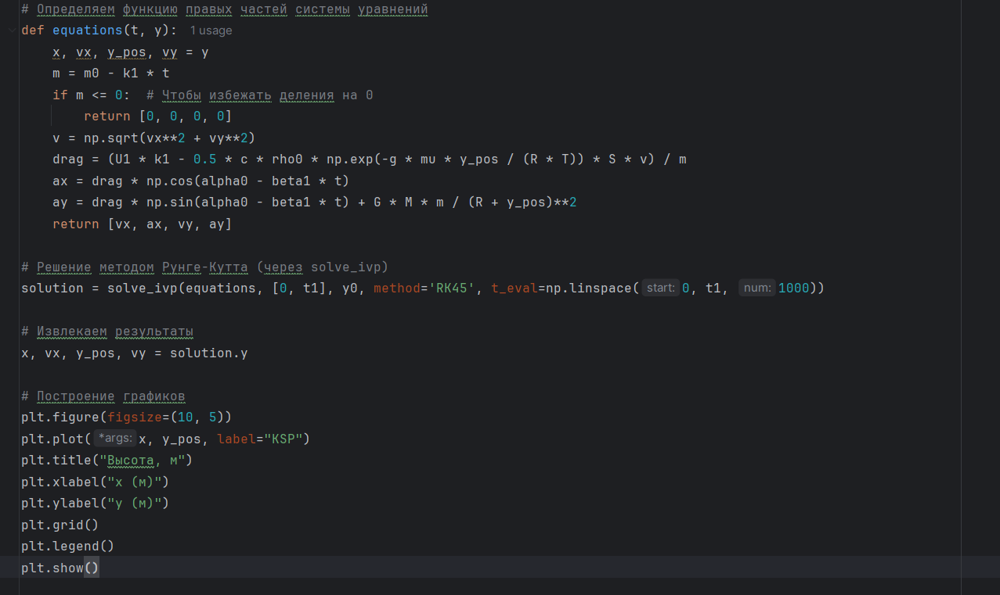 # Определяем функцию правых частей системы уравнений
def equations(t, y): 1 usage
    x, vx, y_pos, vy = y
    m = m0 - k1 * t
    if m <= 0:  # Чтобы избежать деления на 0
        return [0, 0, 0, 0]
    v = np.sqrt(vx**2 + vy**2)
    drag = (U1 * k1 - 0.5 * c * rho0 * np.exp(-g * mu * y_pos / (R * T)) * S * v) / m
    ax = drag * np.cos(alpha0 - beta1 * t)
    ay = drag * np.sin(alpha0 - beta1 * t) + G * M * m / (R + y_pos)**2
    return [vx, ax, vy, ay]
# Решение методом Рунге-Кутта (через solve_ivp)
solution = solve_ivp(equations, [0, t1], y0, method='RK45', t_eval=np.linspace( start: 0, t1, num: 1000))
# Извлекаем результаты
x, vx, y_pos, vy = solution.y
# Построение графиков
plt.figure(figsize=(10, 5))
plt.plot( *args: x, y_pos, label="KSP")
plt.title("Высота, м")
plt.xlabel("x (м)")
plt.ylabel("y (м)")
plt.grid()
plt.legend()
plt.show()